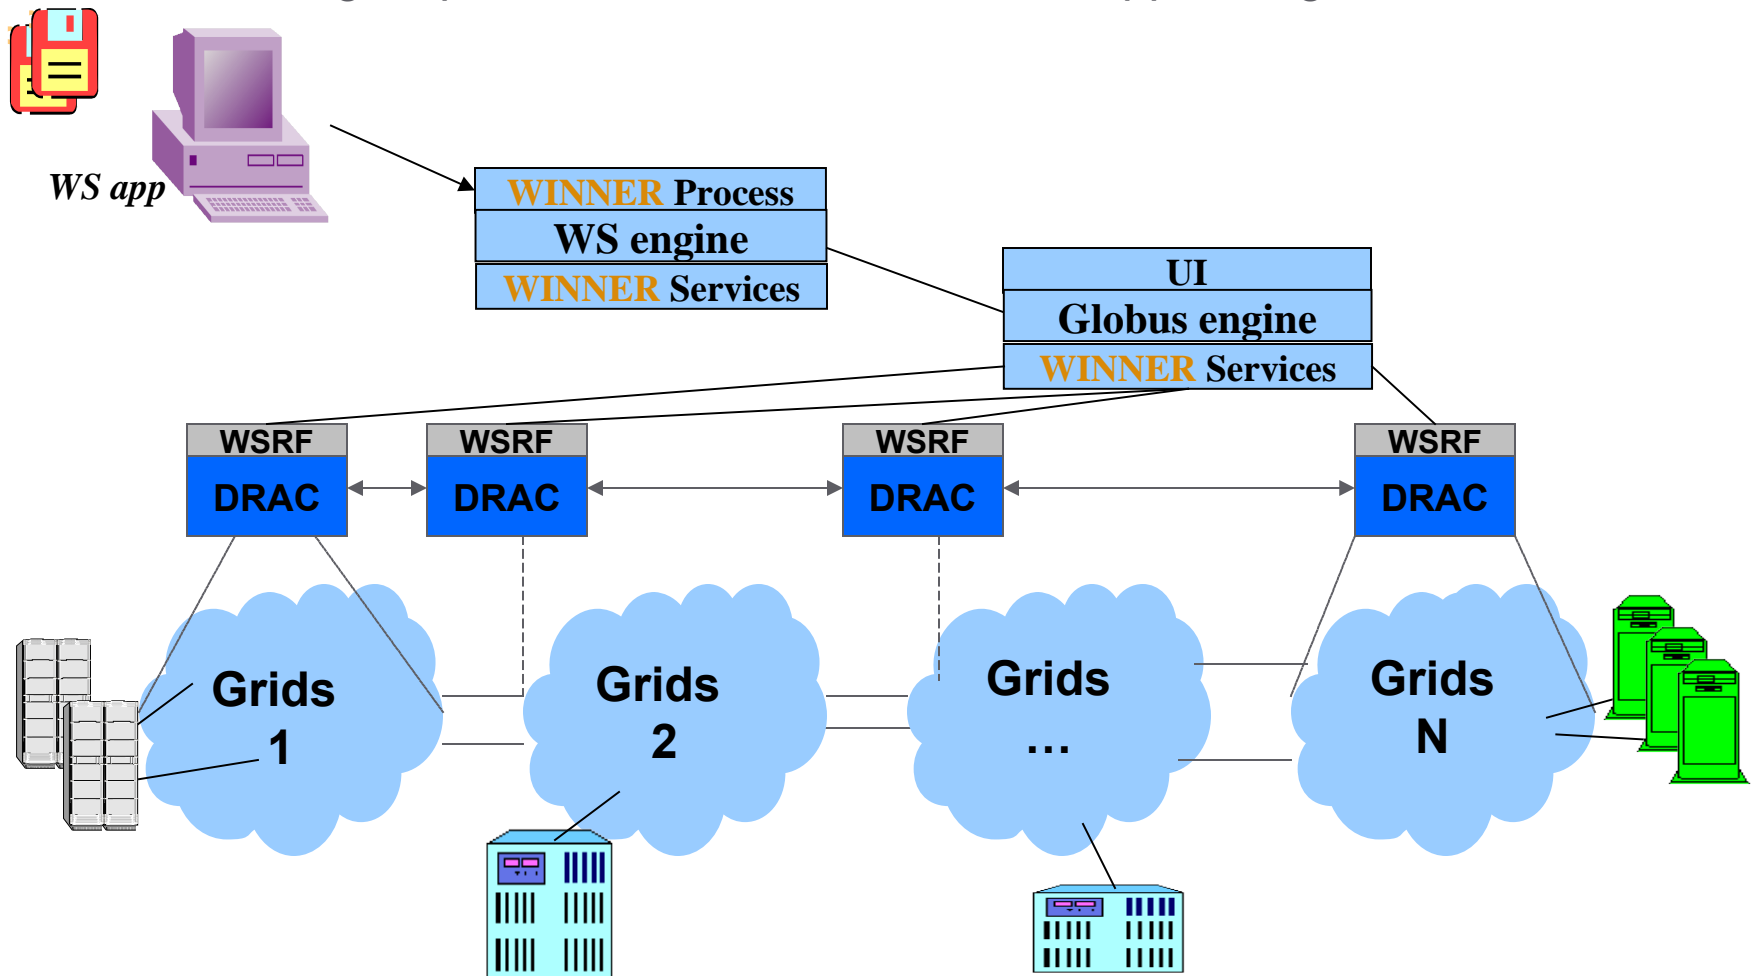 WS app
WINNER Process
WS engine
WINNER Services
UI
Globus engine
WINNER Services
WSRF
WSRF
WSRF
WSRF
DRAC
DRAC
DRAC
DRAC
Grids
1
Grids
2
Grids
…
Grids
N